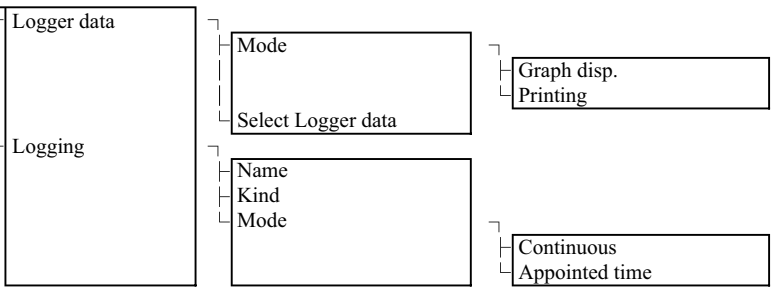 Logger data
Mode
Graph disp.
Printing
Select Logger data
Logging
Name
Kind
Mode
Continuous
Appointed time